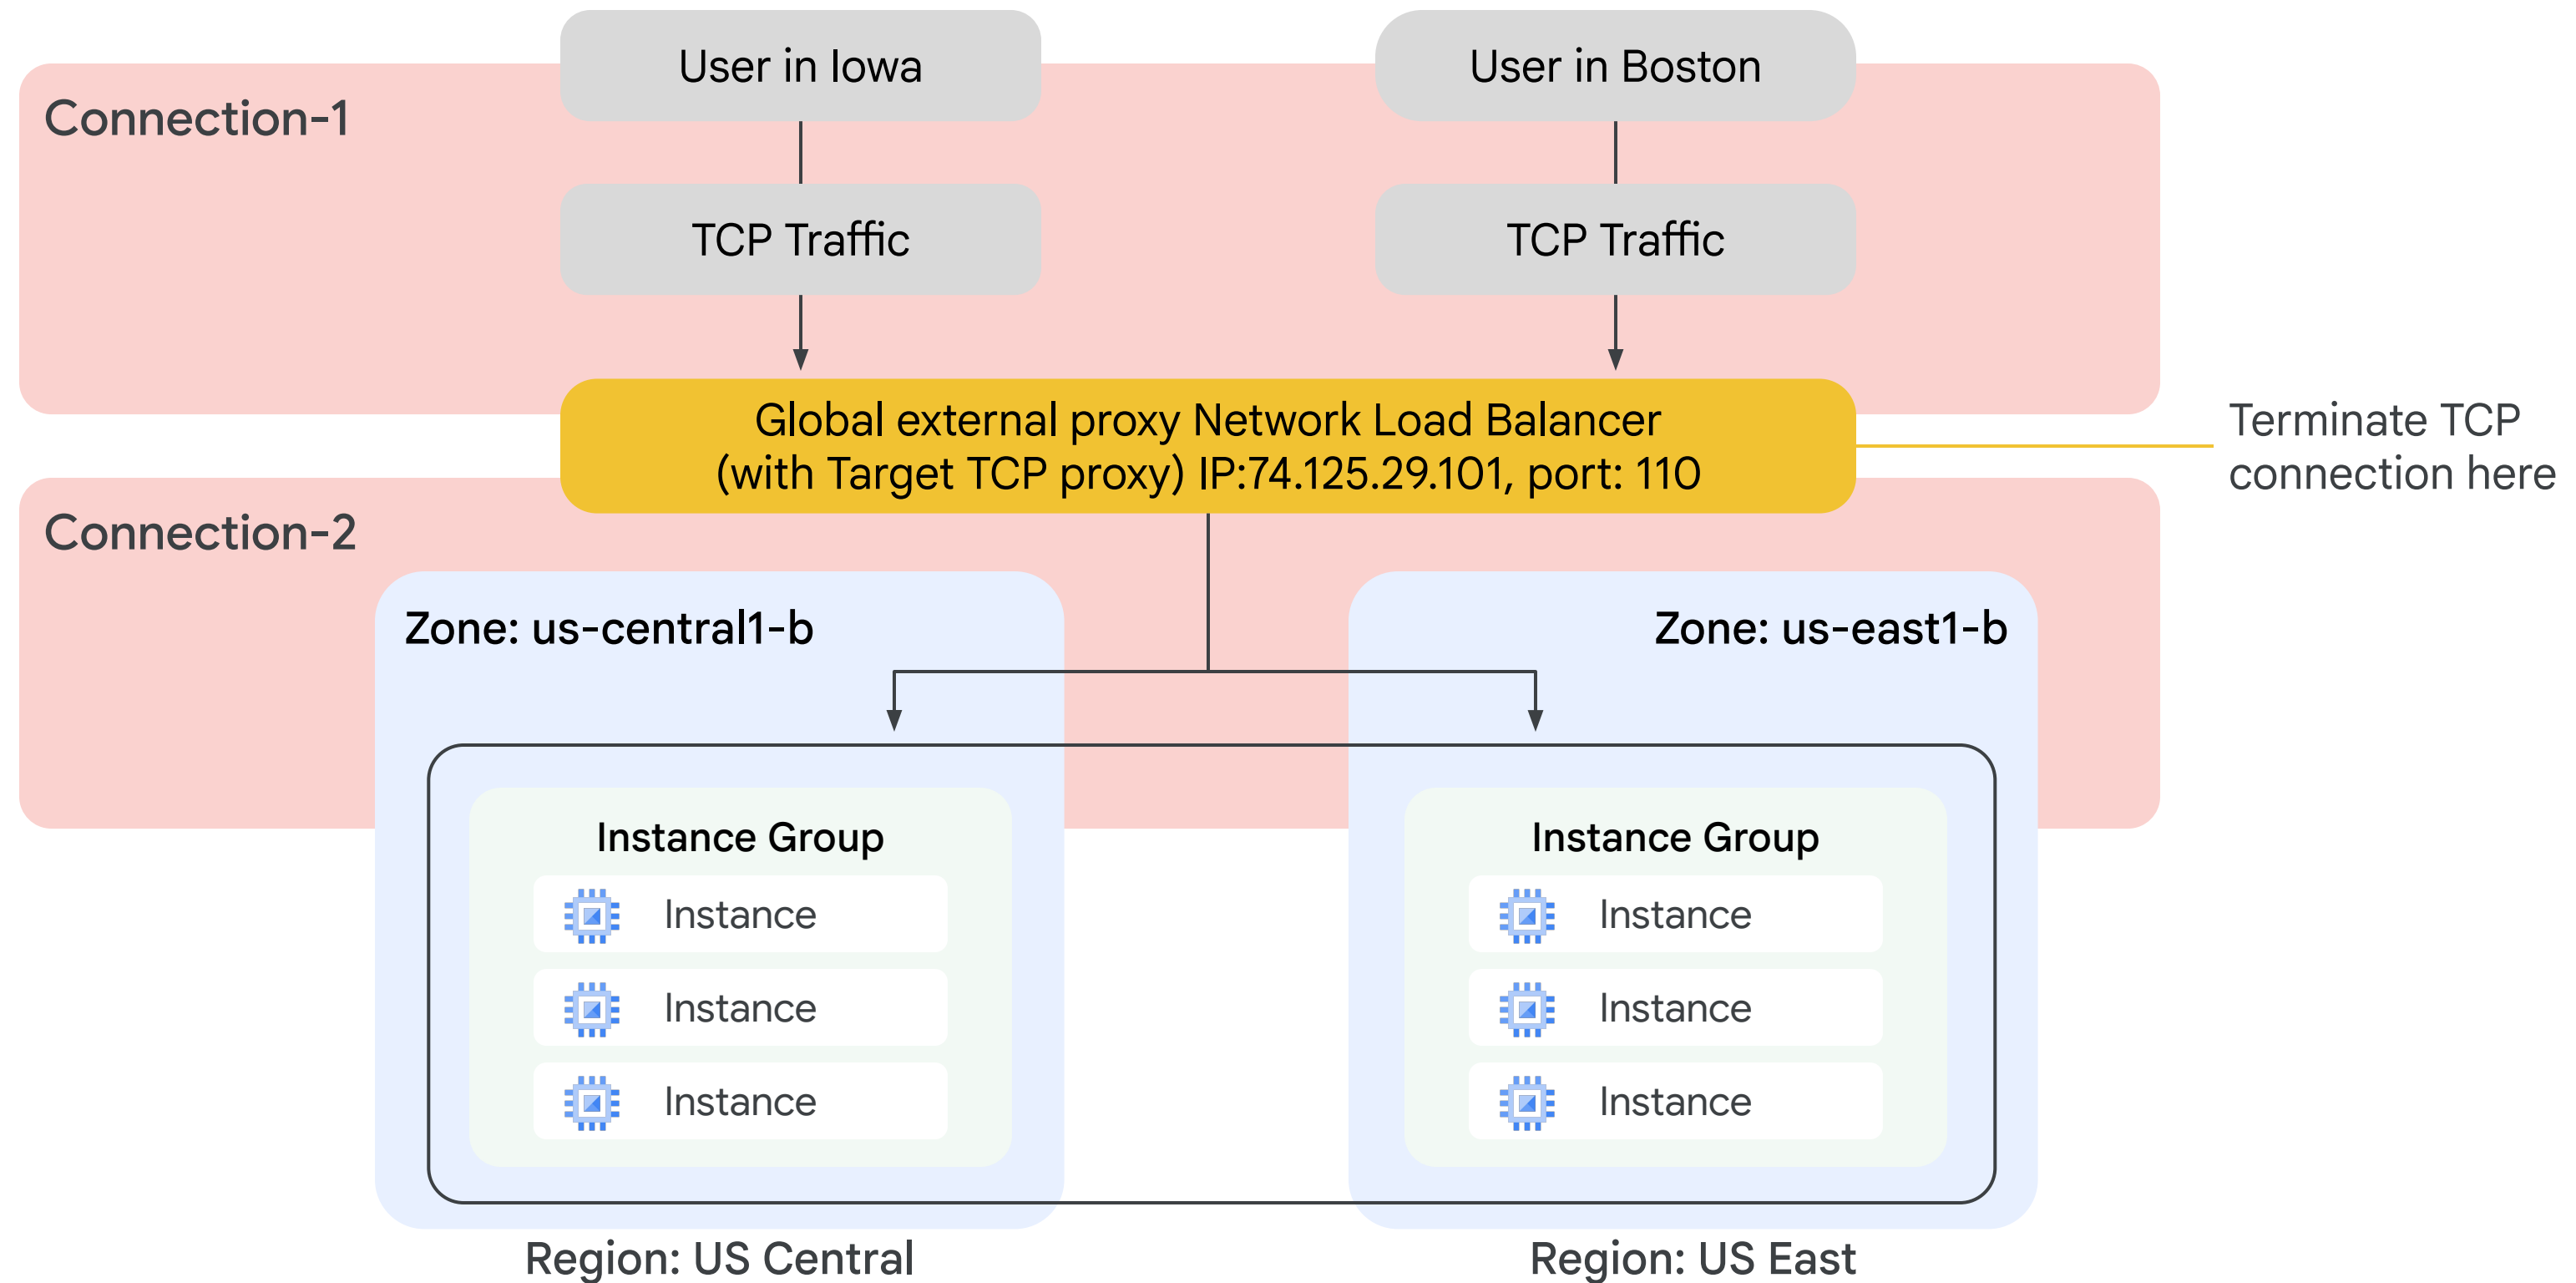 User in Iowa
User in Boston
Connection-1
TCP Traffic
TCP Traffic
Global external proxy Network Load Balancer
(with Target TCP proxy) IP:74.125.29.101, port: 110
Terminate TCP
connection here
Connection-2
Zone: us-central1-b
Zone: us-east1-b
Instance Group
Instance
Instance
Instance
Instance Group
Instance
Instance
Instance
Region: US Central
Region: US East